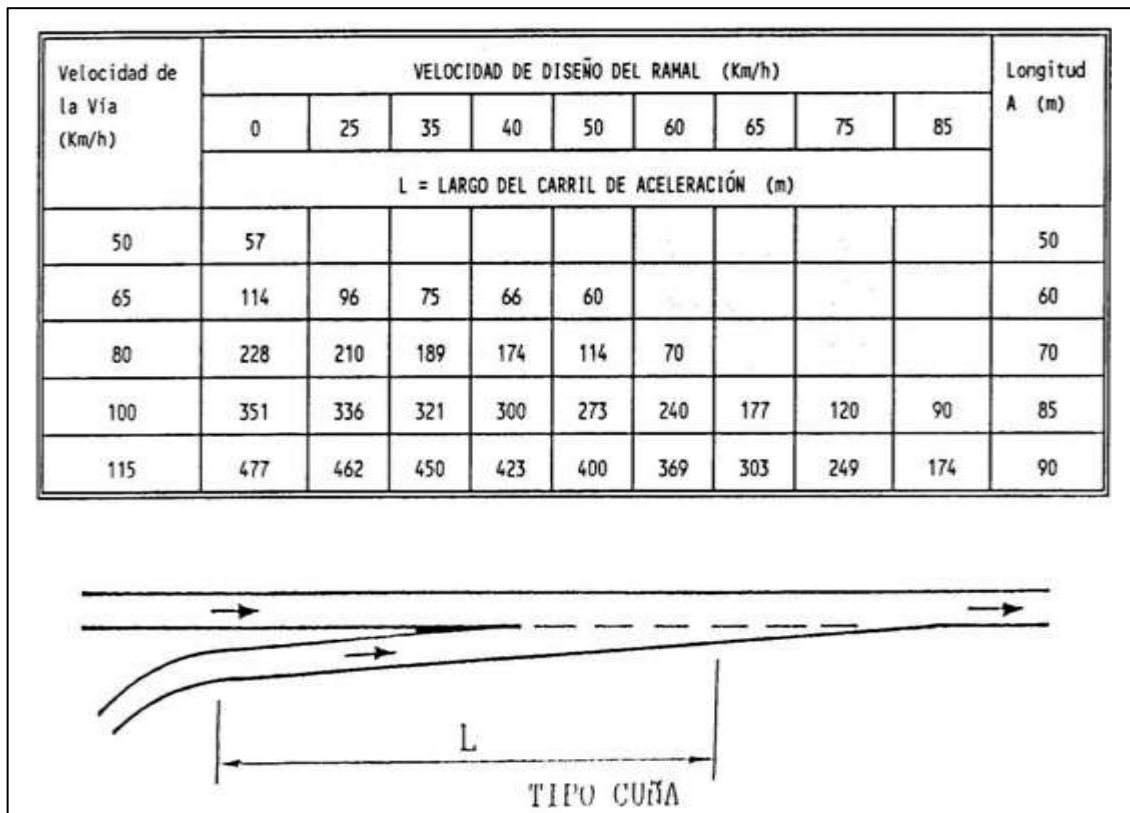 Velocidad de la Vía (Km/h) VELOCIDAD DE DISEÑO DEL RAMAL (Km/h) Longitud A (m)
0 25 35 40 50 60 65 75 85
L = LARGO DEL CARRIL DE ACELERACIÓN (m)
50 57 50
65 114 96 75 66 60 60
80 228 210 189 174 114 70 70
100 351 336 321 300 273 240 177 120 90 85
115 477 462 450 423 400 369 303 249 174 90
L
TIPO CUÑA